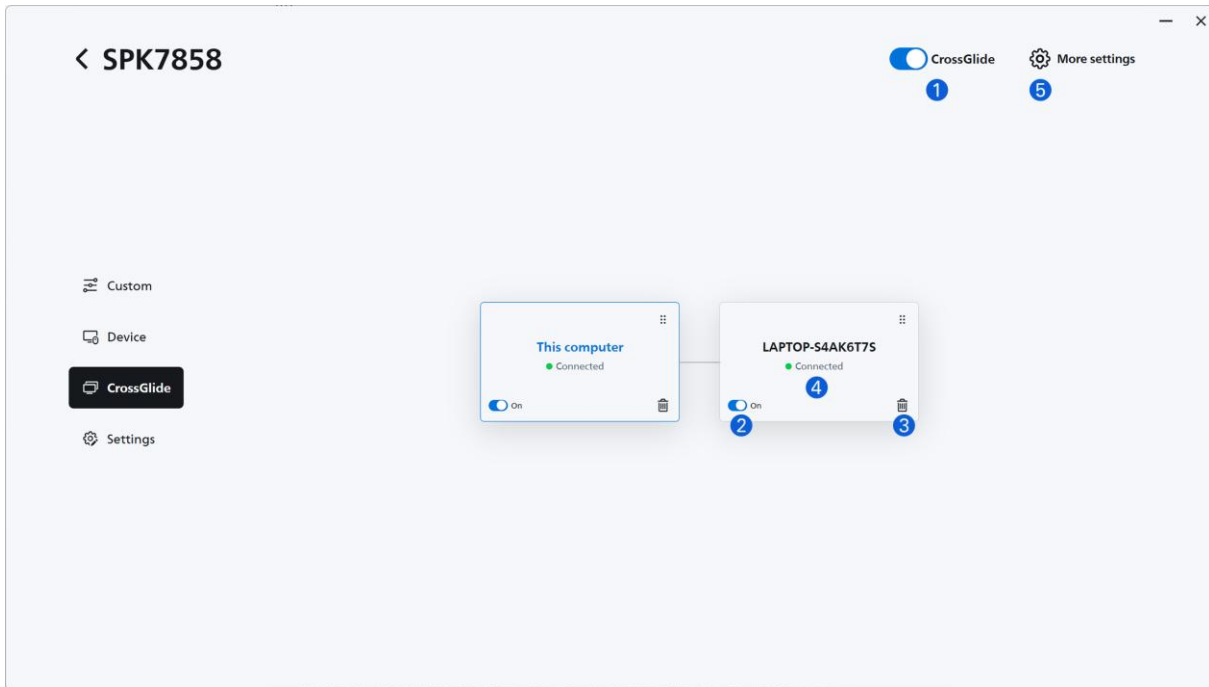 SPK7858
CrossGlide
More settings
1
5
Custom
Device
CrossGlide
Settings
This computer
Connected
On
LAPTOP-S4AK6T7S
Connected
4
On
2
3